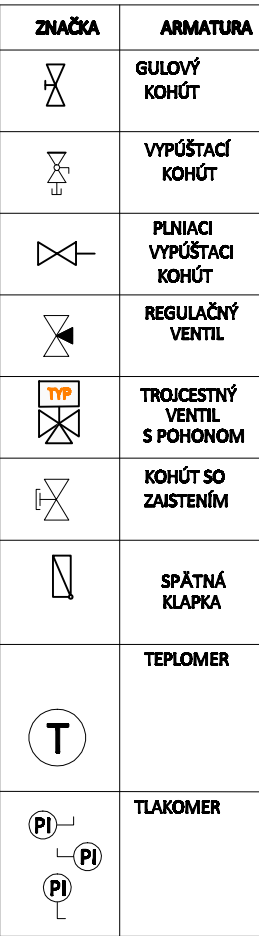 ZNAČKA ARMATURA
GULOVÝ
KOHÚT
VYPÚŠTACÍ
KOHÚT
PLNIACI
VYPÚŠTACI
KOHÚT
REGULAČNÝ
VENTIL
TYP
TROJCESTNÝ
VENTIL
S POHONOM
KOHÚT SO
ZAISTENÍM
SPÄTNÁ
KLAPKA
TEPLOMER
T
TLAKOMER
PI
PI
PI